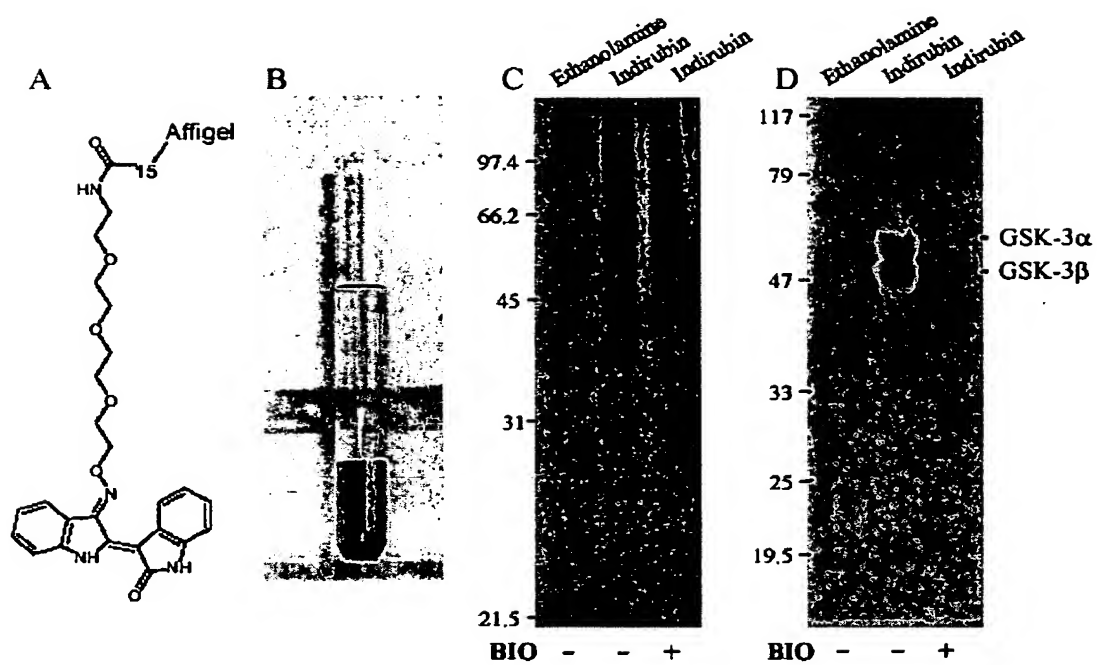 A
B
C
D
Ethanolamine
Indirubin
Indirubin
Ethanolamine
Indirubin
Indirubin
Affigel
O
15
HN
O
O
O
O
N
NH
NH
O
97.4
66,2
45
31
21.5
117
79
47
33
25
19,5
GSK-3α
GSK-3β
BIO - - +
BIO - - +